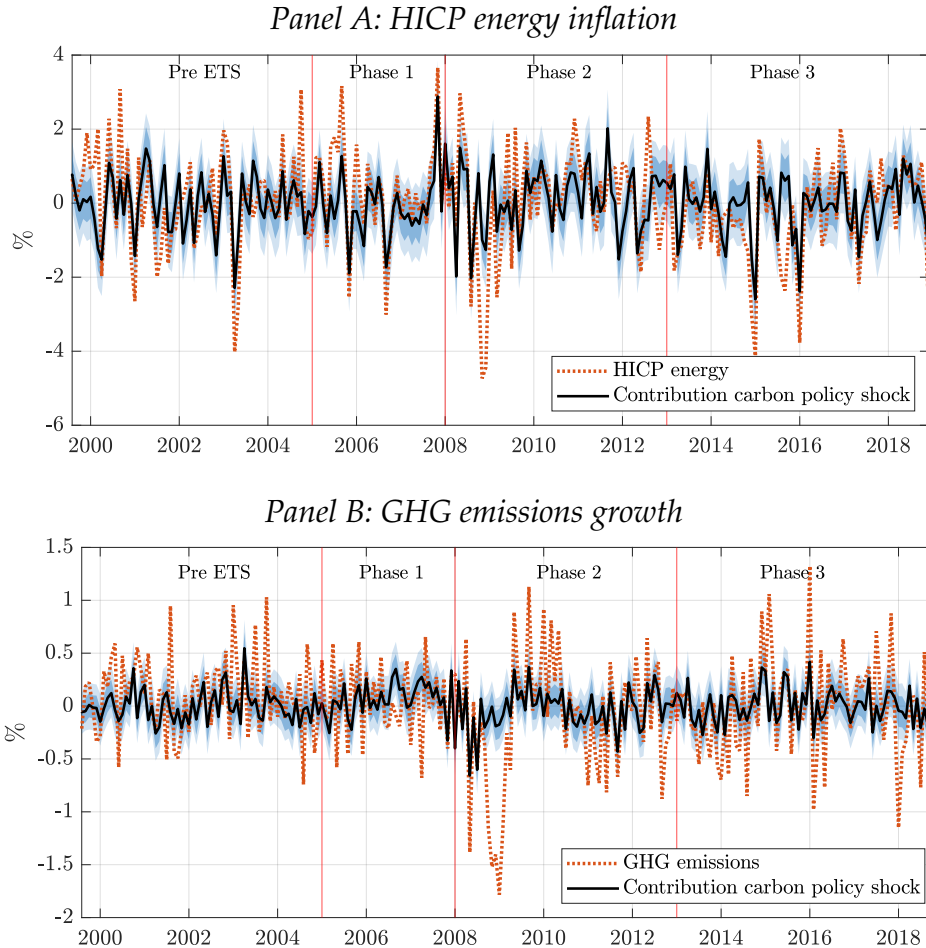 Panel A: HICP energy inflation
4
Pre ETS Phase 1 Phase 2 Phase 3
2
0
%
-2
-4
HICP energy
Contribution carbon policy shock
-6
2000 2002 2004 2006 2008 2010 2012 2014 2016 2018
Panel B: GHG emissions growth
1.5
Pre ETS Phase 1 Phase 2 Phase 3
1
0.5
0
%
-0.5
-1
-1.5
GHG emissions
Contribution carbon policy shock
-2
2000 2002 2004 2006 2008 2010 2012 2014 2016 2018